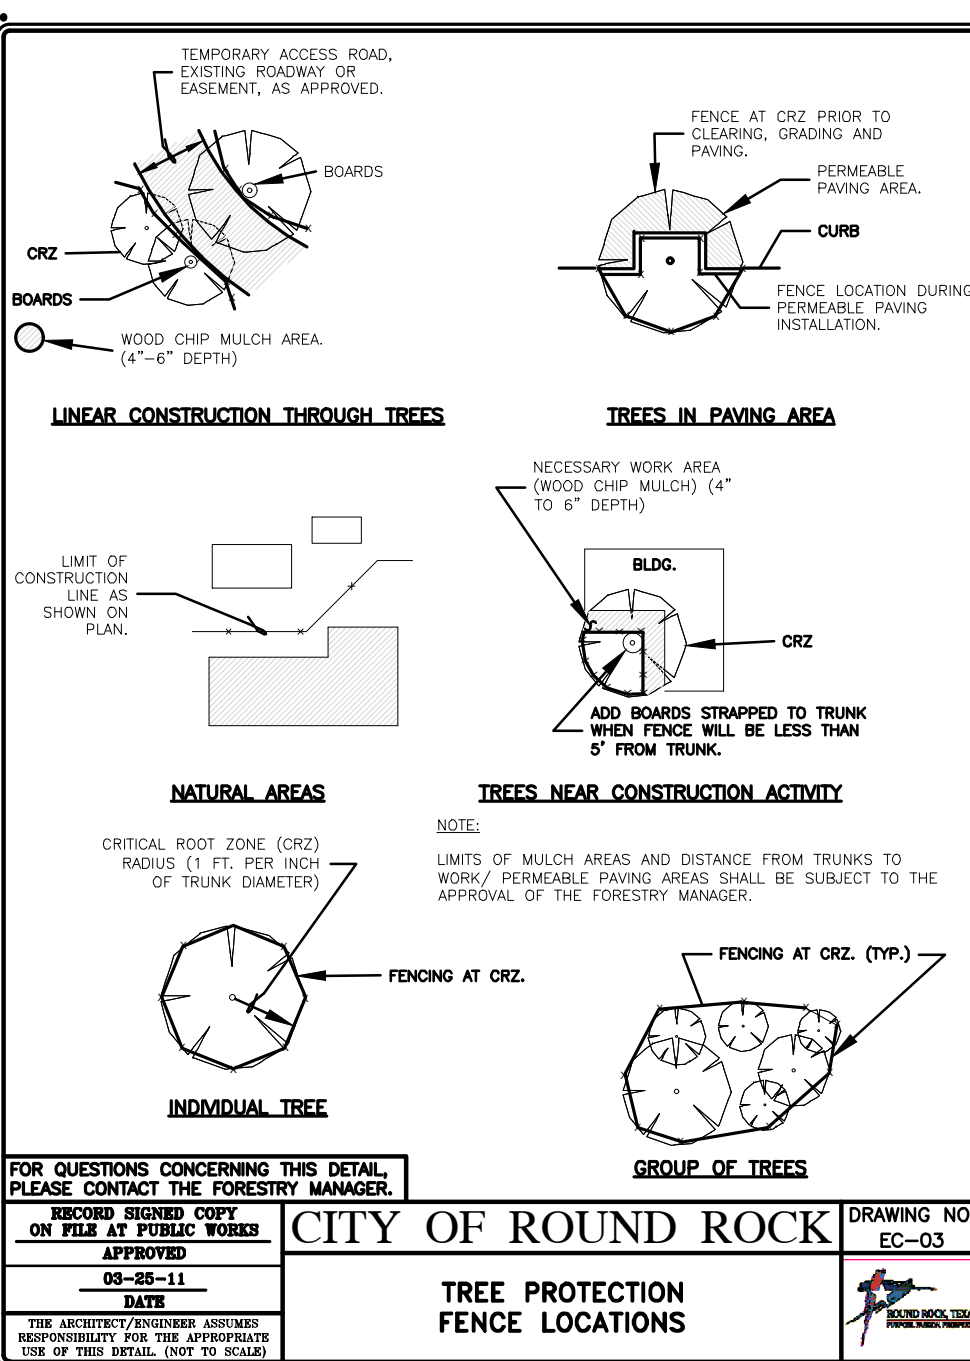 TEMPORARY ACCESS ROAD,
EXISTING ROADWAY OR
EASEMENT, AS APPROVED.
BOARDS
CRZ
BOARDS
WOOD CHIP MULCH AREA.
(4"-6" DEPTH)
LINEAR CONSTRUCTION THROUGH TREES
FENCE AT CRZ PRIOR TO
CLEARING, GRADING AND
PAVING.
PERMEABLE
PAVING AREA.
CURB
FENCE LOCATION DURING
PERMEABLE PAVING
INSTALLATION.
TREES IN PAVING AREA
LIMIT OF
CONSTRUCTION
LINE AS
SHOWN ON
PLAN.
NATURAL AREAS
NECESSARY WORK AREA
(WOOD CHIP MULCH) (4"
TO 6" DEPTH)
BLDG.
CRZ
ADD BOARDS STRAPPED TO TRUNK
WHEN FENCE WILL BE LESS THAN
5' FROM TRUNK.
TREES NEAR CONSTRUCTION ACTIVITY
NOTE:
LIMITS OF MULCH AREAS AND DISTANCE FROM TRUNKS TO
WORK/ PERMEABLE PAVING AREAS SHALL BE SUBJECT TO THE
APPROVAL OF THE FORESTRY MANAGER.
CRITICAL ROOT ZONE (CRZ)
RADIUS (1 FT. PER INCH
OF TRUNK DIAMETER)
FENCING AT CRZ.
INDIVIDUAL TREE
FENCING AT CRZ. (TYP.)
GROUP OF TREES
FOR QUESTIONS CONCERNING THIS DETAIL,
PLEASE CONTACT THE FORESTRY MANAGER.
RECORD SIGNED COPY
ON FILE AT PUBLIC WORKS
APPROVED
03-25-11
DATE
THE ARCHITECT/ENGINEER ASSUMES
RESPONSIBILITY FOR THE APPROPRIATE
USE OF THIS DETAIL. (NOT TO SCALE)
CITY OF ROUND ROCK
TREE PROTECTION
FENCE LOCATIONS
DRAWING NO
EC-03
ROUND ROCK, TEXA